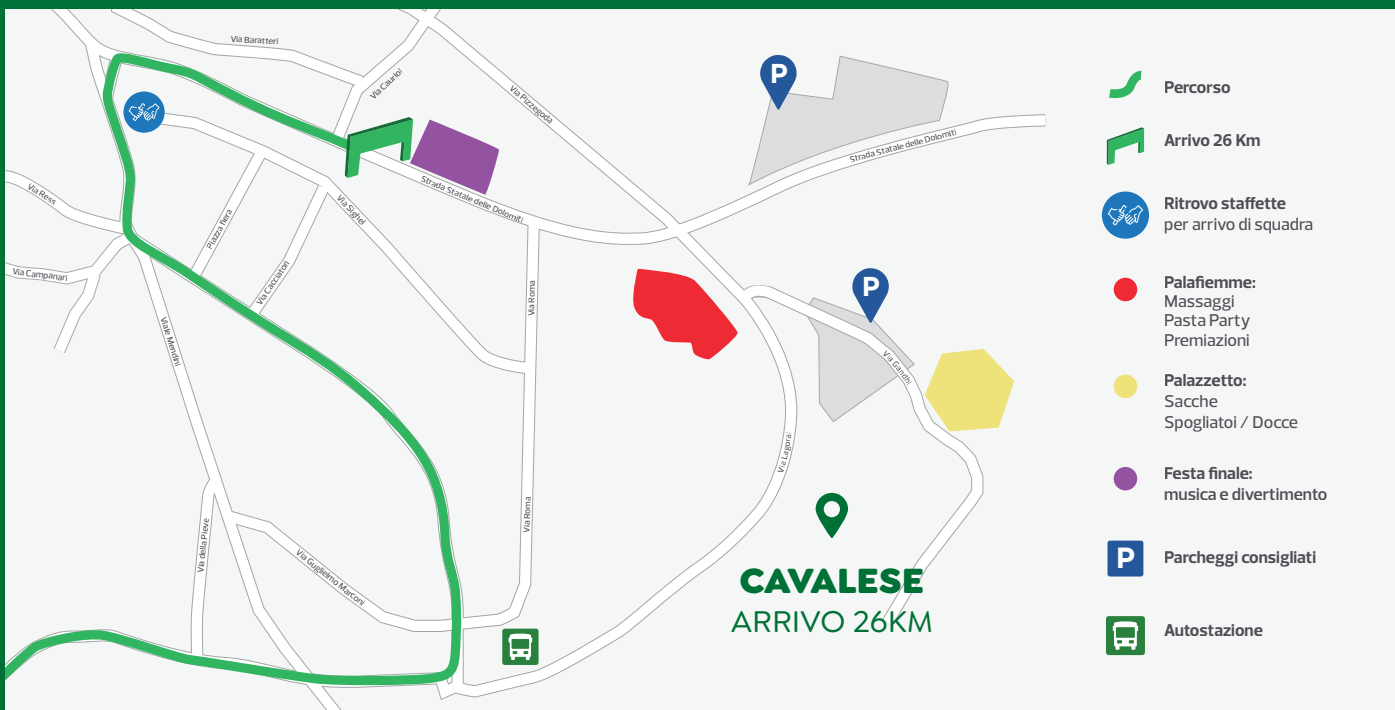 Via Baratteri
Via Cauriol
Via Pizzegoda
P
Strada Statale delle Dolomiti
Via Ress
Piazza fiera
Via Sighel
Strada Statale delle Dolomiti
Via Campanari
Via Cacciatori
Via Roma
P
Viale Mendini
Via Gandhi
Via Lagorai
Via della Pieve
Via Guglielmo Marconi
Via Roma
CAVALESE
ARRIVO 26KM
Percorso
Arrivo 26 Km
Ritrovo staffette
per arrivo di squadra
Palafiemme:
Massaggi
Pasta Party
Premiazioni
Palazzetto:
Sacche
Spogliatoi / Docce
Festa finale:
musica e divertimento
P
Parcheggi consigliati
Autostazione